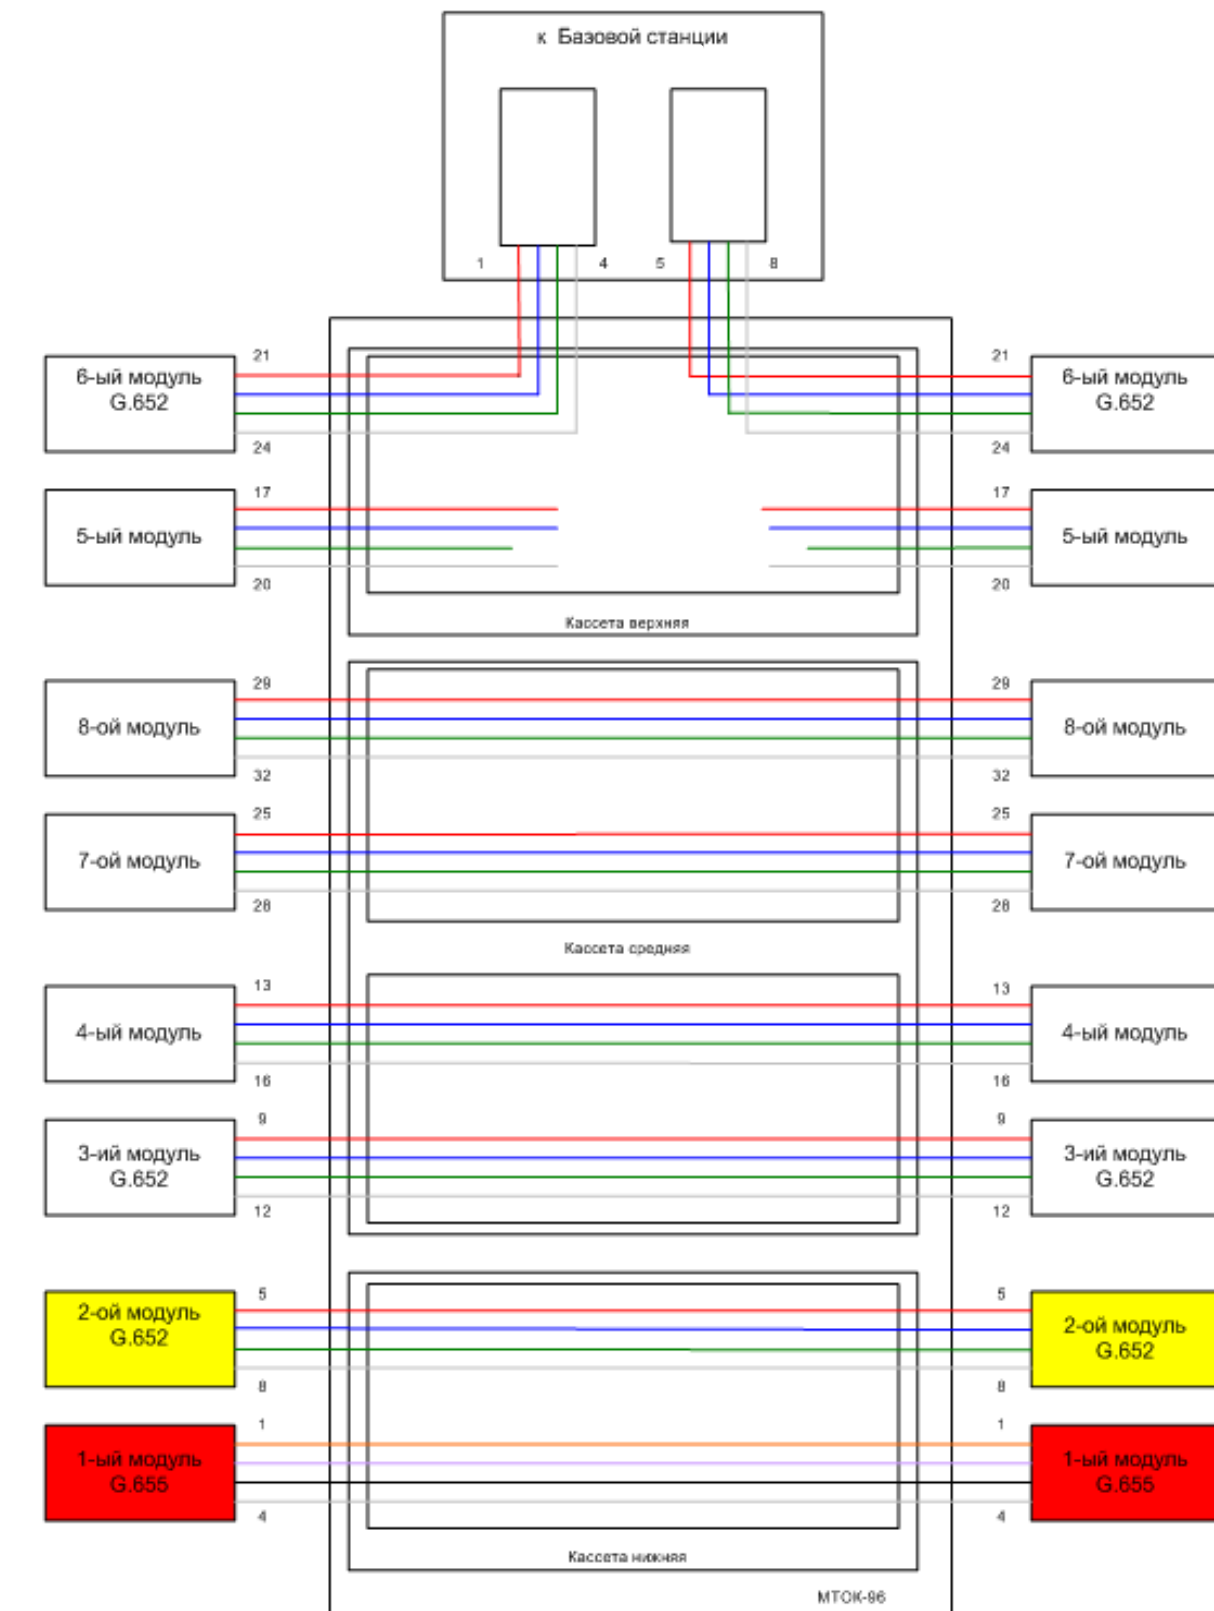 к Базовой станции
1 4 5 8
21 21
6-ый модуль 6-ый модуль
G.652 G.652
24 24
17 17
5-ый модуль 5-ый модуль
20 20
Кассета верхняя
29 29
8-ой модуль 8-ой модуль
32 32
25 25
7-ой модуль 7-ой модуль
28 28
Кассета средняя
13 13
4-ый модуль 4-ый модуль
16 16
9 9
3-ий модуль 3-ий модуль
G.652 G.652
12 12
5 5
2-ой модуль 2-ой модуль
G.652 G.652
8 8
1 1
1-ый модуль 1-ый модуль
G.655 G.655
4 4
Кассета нижняя
МТОК-96